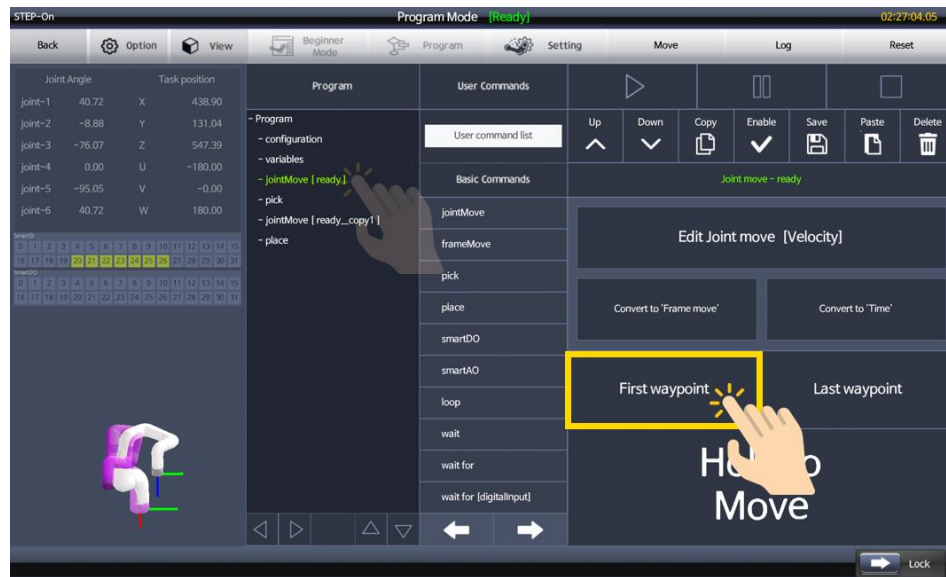 STEP-On
Program Mode [Ready]
02:27:04.05
Back
Option
View
Beginner
Mode
Program
Setting
Move
Log
Reset
Joint Angle Task position
joint-1 40.72 X 438.90
joint-2 -8.88 Y 131.04
joint-3 -76.07 Z 547.39
joint-4 0.00 U -180.00
joint-5 -95.05 V -0.00
joint-6 40.72 W 180.00
SmartDI
0 1 2 3 4 5 6 7 8 9 10 11 12 13 14 15
16 17 18 19 20 21 22 23 24 25 26 27 28 29 30 31
SmartDO
0 1 2 3 4 5 6 7 8 9 10 11 12 13 14 15
16 17 18 19 20 21 22 23 24 25 26 27 28 29 30 31
Program
- Program
- configuration
- variables
- jointMove [ ready ]
- pick
- jointMove [ ready__copy1 ]
- place
User Commands
User command list
Basic Commands
jointMove
frameMove
pick
place
smartDO
smartAO
loop
wait
wait for
wait for [digitalInput]
Up
Down
Copy
Enable
Save
Paste
Delete
Joint move - ready
Edit Joint move [Velocity]
Convert to 'Frame move'
Convert to 'Time'
First waypoint
Last waypoint
Move
Lock